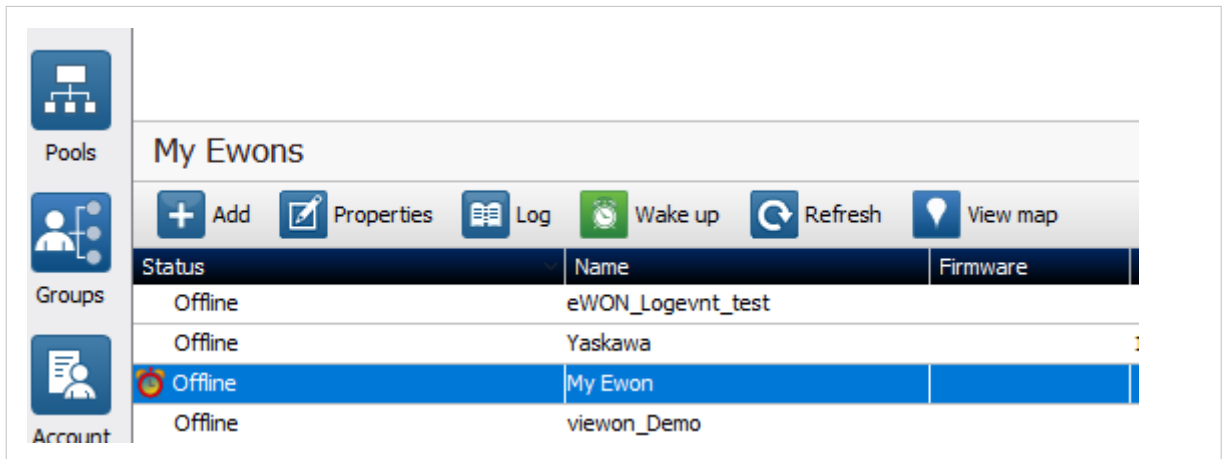 Pools
My Ewons
Add Properties Log Wake up Refresh View map
Status Name Firmware
Groups
Offline eWON_Logevnt_test
Offline Yaskawa
Offline My Ewon
Offline viewon_Demo
Account